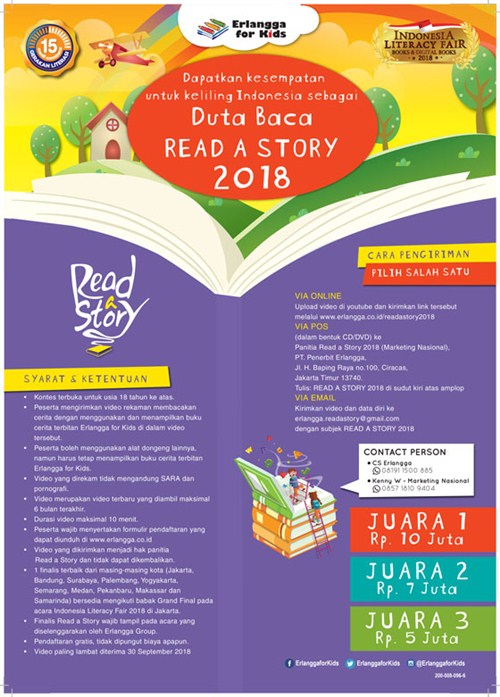 15
GERAKAN LITERASI
Erlangga
for Kids
INDONESIA
LITERACY FAIR
BOOKS & DIGITAL BOOKS
2018
Dapatkan kesempatan
untuk keliling Indonesia sebagai
Duta Baca
READ A STORY
2018
Read
a
Story
CARA PENGIRIMAN
PILIH SALAH SATU
VIA ONLINE
Upload video di youtube dan kirimkan link tersebut
melalui www.erlangga.co.id/readastory2018
VIA POS
(dalam bentuk CD/DVD) ke
Panitia Read a Story 2018 (Marketing Nasional),
PT. Penerbit Erlangga,
Jl. H. Baping Raya no.100, Ciracas,
Jakarta Timur 13740.
Tulis: READ A STORY 2018 di sudut kiri atas amplop
VIA EMAIL
Kirimkan video dan data diri ke
erlangga.readastory@gmail.com
dengan subjek READ A STORY 2018
SYARAT & KETENTUAN
• Kontes terbuka untuk usia 18 tahun ke atas.
• Peserta mengirimkan video rekaman membacakan
cerita dengan menggunakan dan menampilkan buku
cerita terbitan Erlangga for Kids di dalam video
tersebut.
• Peserta boleh menggunakan alat dongeng lainnya,
namun harus tetap menampilkan buku cerita terbitan
Erlangga for Kids.
• Video yang direkam tidak mengandung SARA dan
pornografi.
• Video merupakan video terbaru yang diambil maksimal
6 bulan terakhir.
• Durasi video maksimal 10 menit.
• Peserta wajib menyertakan formulir pendaftaran yang
dapat diunduh di www.erlangga.co.id
• Video yang dikirimkan menjadi hak panitia
Read a Story dan tidak dapat dikembalikan.
• 1 finalis terbaik dari masing-masing kota (Jakarta,
Bandung, Surabaya, Palembang, Yogyakarta,
Semarang, Medan, Pekanbaru, Makassar dan
Samarinda) bersedia mengikuti babak Grand Final pada
acara Indonesia Literacy Fair 2018 di Jakarta.
• Finalis Read a Story wajib tampil pada acara yang
diselenggarakan oleh Erlangga Group.
• Pendaftaran gratis, tidak dipungut biaya apapun.
• Video paling lambat diterima 30 September 2018
CONTACT PERSON
• CS Erlangga
08191 1500 885
• Kenny W - Marketing Nasional
0857 1810 9404
JUARA 1
Rp. 10 Juta
JUARA 2
Rp. 7 Juta
JUARA 3
Rp. 5 Juta
ErlanggaforKids
ErlanggaForKids
@ErlanggaforKids
200-008-096-6